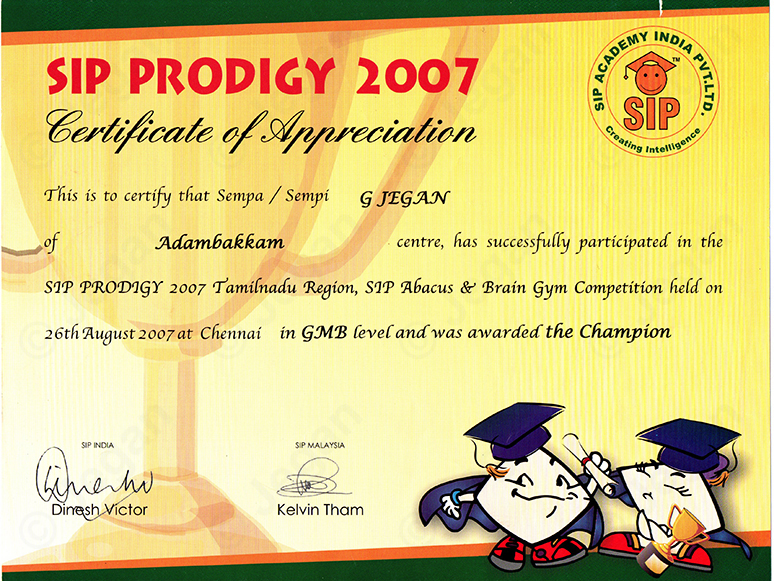 SIP PRODIGY 2007
Certificate of Appreciation
SIP ACADEMY INDIA PVT.LTD.
TM
SIP
Creating Intelligence
This is to certify that Sempa / Sempi G JEGAN
of Adambakkam centre, has successfully participated in the
SIP PRODIGY 2007 Tamilnadu Region, SIP Abacus & Brain Gym Competition held on
26th August 2007 at Chennai in GMB level and was awarded the Champion
SIP INDIA
Dinesh Victor
SIP MALAYSIA
Kelvin Tham